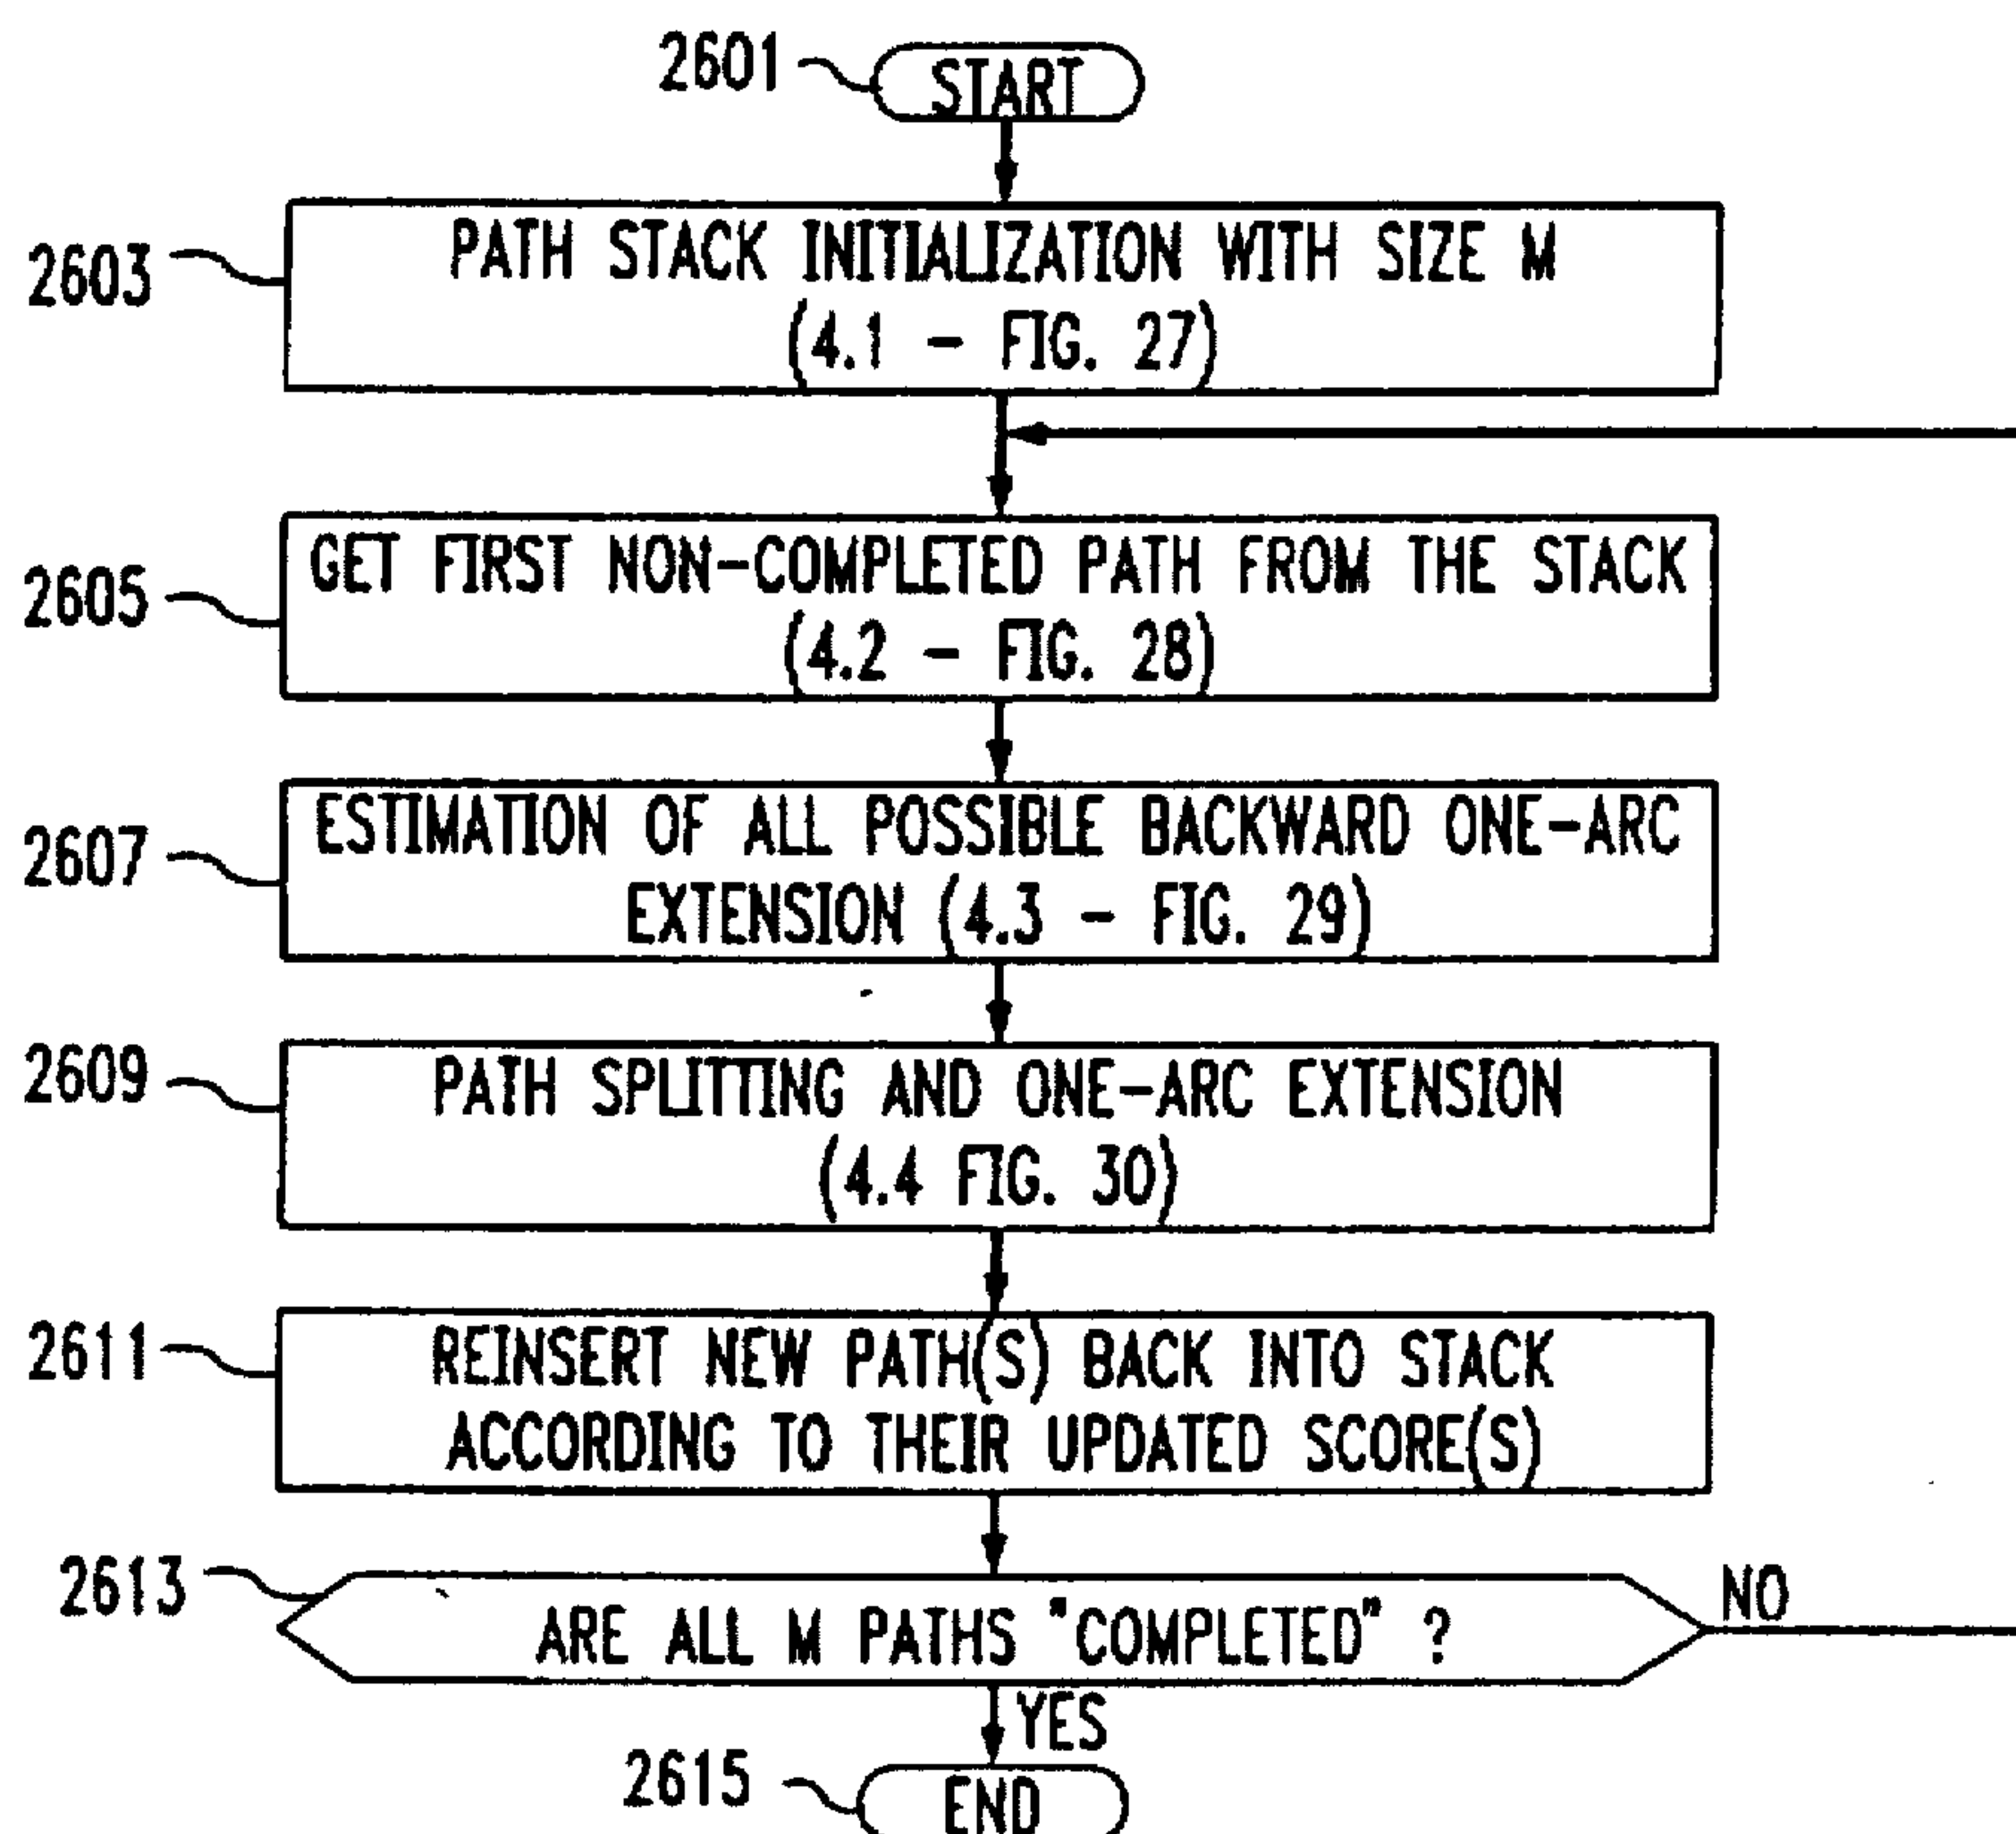 2601 START
2603 PATH STACK INITIALIZATION WITH SIZE M
(4.1 - FIG. 27)
2605 GET FIRST NON-COMPLETED PATH FROM THE STACK
(4.2 - FIG. 28)
2607 ESTIMATION OF ALL POSSIBLE BACKWARD ONE-ARC
EXTENSION (4.3 - FIG. 29)
2609 PATH SPLITTING AND ONE-ARC EXTENSION
(4.4 FIG. 30)
2611 REINSERT NEW PATH(S) BACK INTO STACK
ACCORDING TO THEIR UPDATED SCORE(S)
2613 ARE ALL M PATHS "COMPLETED" ? NO
YES
2615 END